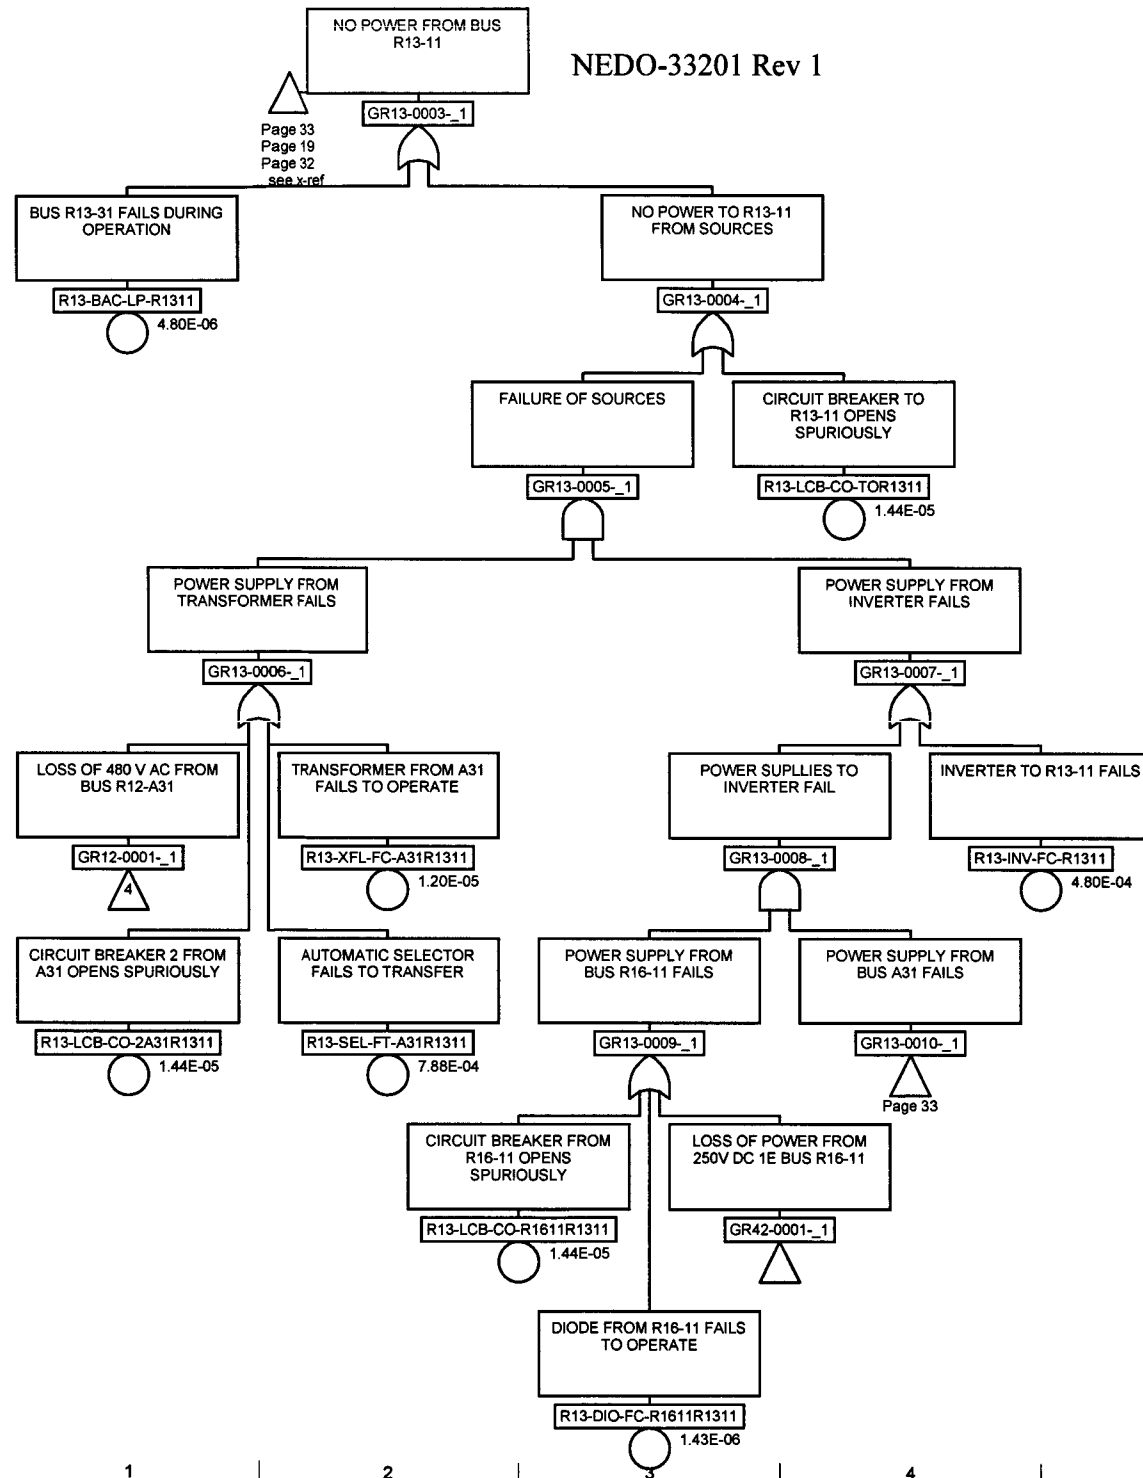 NO POWER FROM BUS
R13-11
NEDO-33201 Rev 1
GR13-0003-_1
Page 33
Page 19
Page 32
see x-ref
BUS R13-31 FAILS DURING
OPERATION
R13-BAC-LP-R1311
4.80E-06
NO POWER TO R13-11
FROM SOURCES
GR13-0004-_1
FAILURE OF SOURCES
GR13-0005-_1
CIRCUIT BREAKER TO
R13-11 OPENS
SPURIOUSLY
R13-LCB-CO-TOR1311
1.44E-05
POWER SUPPLY FROM
TRANSFORMER FAILS
GR13-0006-_1
POWER SUPPLY FROM
INVERTER FAILS
GR13-0007-_1
LOSS OF 480 V AC FROM
BUS R12-A31
GR12-0001-_1
4
TRANSFORMER FROM A31
FAILS TO OPERATE
R13-XFL-FC-A31R1311
1.20E-05
POWER SUPLLIES TO
INVERTER FAIL
GR13-0008-_1
INVERTER TO R13-11 FAILS
R13-INV-FC-R1311
4.80E-04
CIRCUIT BREAKER 2 FROM
A31 OPENS SPURIOUSLY
R13-LCB-CO-2A31R1311
1.44E-05
AUTOMATIC SELECTOR
FAILS TO TRANSFER
R13-SEL-FT-A31R1311
7.88E-04
POWER SUPPLY FROM
BUS R16-11 FAILS
GR13-0009-_1
POWER SUPPLY FROM
BUS A31 FAILS
GR13-0010-_1
Page 33
CIRCUIT BREAKER FROM
R16-11 OPENS
SPURIOUSLY
R13-LCB-CO-R1611R1311
1.44E-05
LOSS OF POWER FROM
250V DC 1E BUS R16-11
GR42-0001-_1
DIODE FROM R16-11 FAILS
TO OPERATE
R13-DIO-FC-R1611R1311
1.43E-06
1 2 3 4